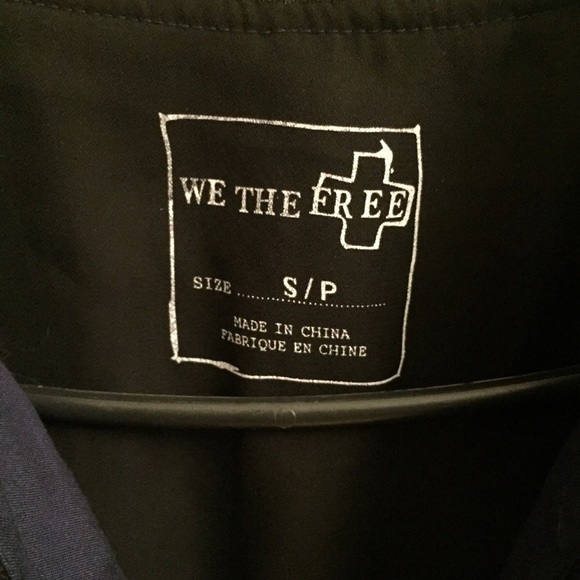 WE THE FREE
SIZE .................. S/P
MADE IN CHINA
FABRIQUE EN CHINE